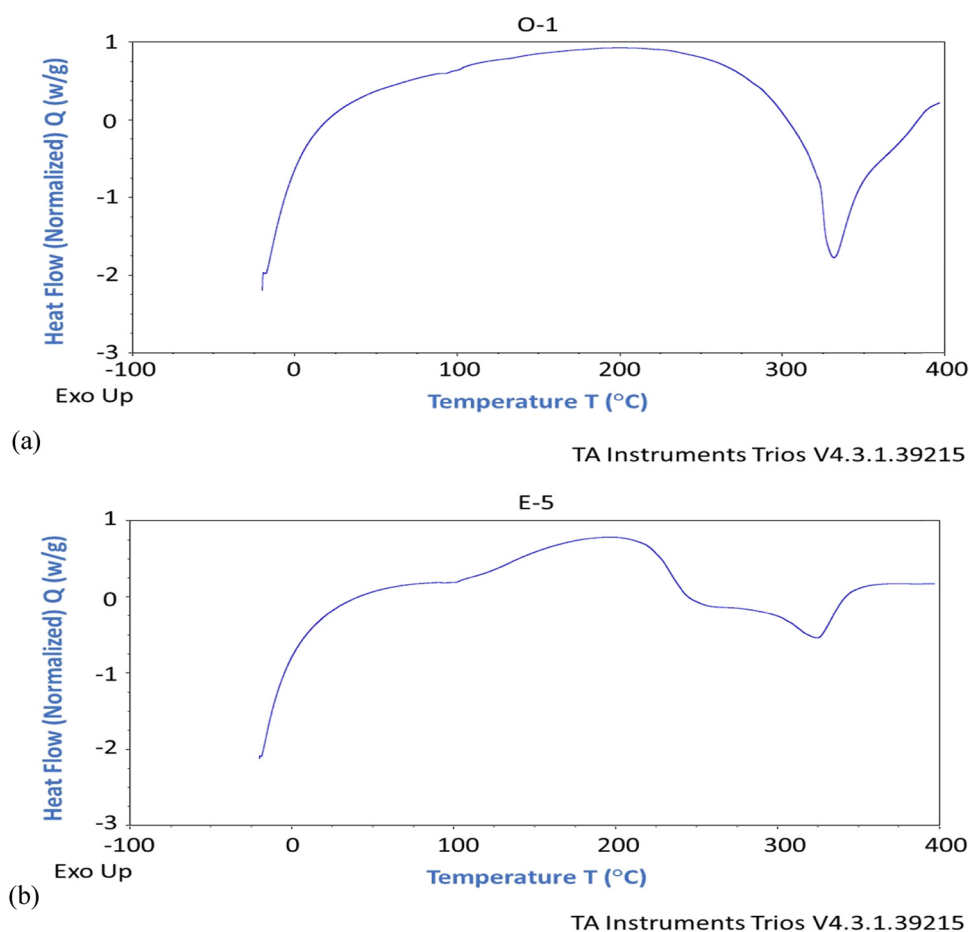 O-1
Heat Flow (Normalized) Q (w/g)
1
0
-1
-2
-3
-100
0
100
200
300
400
Exo Up
Temperature T (°C)
(a)
TA Instruments Trios V4.3.1.39215
E-5
Heat Flow (Normalized) Q (w/g)
1
0
-1
-2
-3
-100
0
100
200
300
400
Exo Up
Temperature T (°C)
(b)
TA Instruments Trios V4.3.1.39215